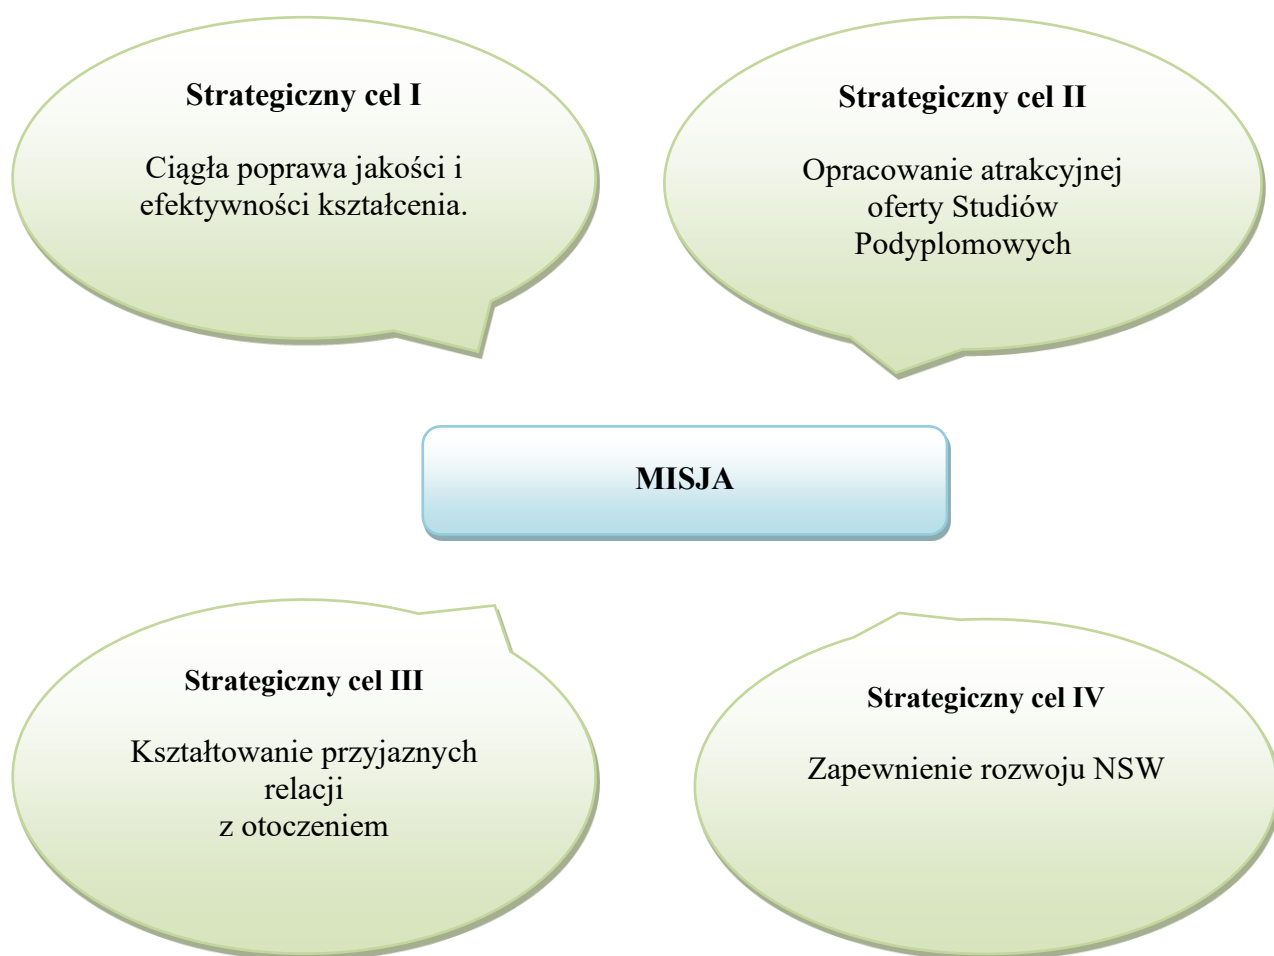 Strategiczny cel I
Ciągła poprawa jakości i
efektywności kształcenia.
Strategiczny cel II
Opracowanie atrakcyjnej
oferty Studiów
Podyplomowych
MISJA
Strategiczny cel III
Kształtowanie przyjaznych
relacji
z otoczeniem
Strategiczny cel IV
Zapewnienie rozwoju NSW